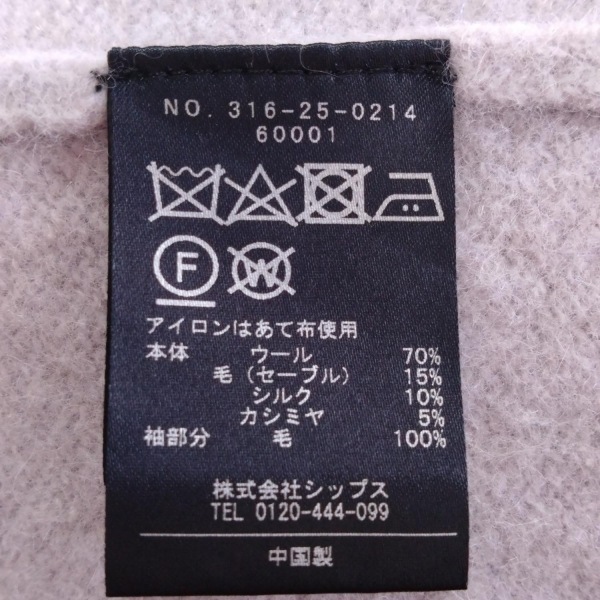 NO. 316-25-0214
60001
F W
アイロンはあて布使用
本体 ウール 70%
毛（セーブル） 15%
シルク 10%
カシミヤ 5%
袖部分 毛 100%
株式会社シップス
TEL 0120-444-099
中国製